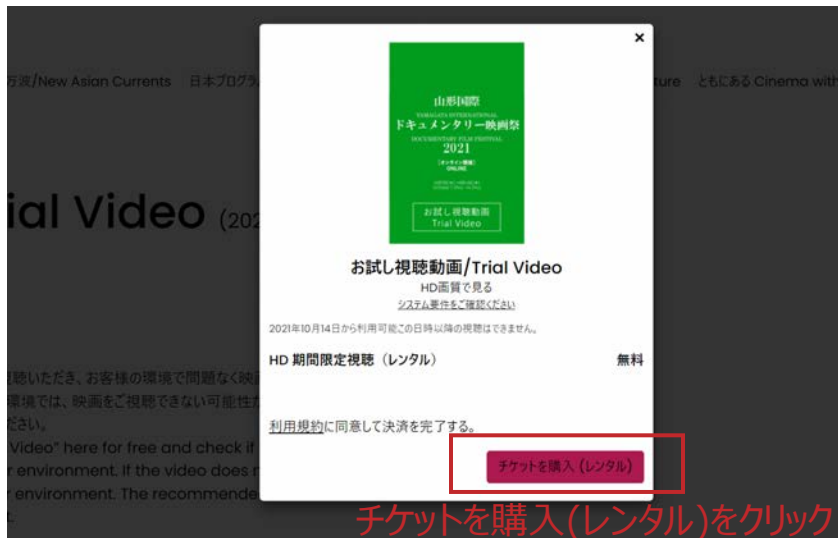 ×
万波/New Asian Currents 日本プログラ
ture ともにある Cinema with
山形国際
YAMAGATA INTERNATIONAL
ドキュメンタリー映画祭
DOCUMENTARY FILM FESTIVAL
2021
[オンライン開催]
ONLINE
お試し視聴動画
Trial Video
ial Video (202
お試し視聴動画/Trial Video
HD画質で見る
システム要件をご確認ください
2021年10月14日から利用可能この日時以降の視聴はできません。
HD 期間限定視聴（レンタル） 無料
視聴いただき、お客様の環境で問題なく映画
環境では、映画をご視聴できない可能性が
ださい。
利用規約に同意して決済を完了する。
Video" here for free and check if
r environment. If the video does r
r environment. The recommende
t.
チケットを購入 (レンタル)
チケットを購入(レンタル)をクリック